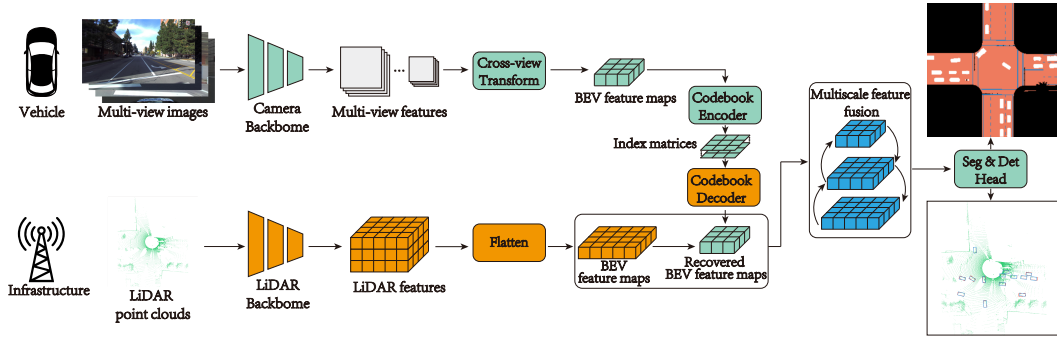 Vehicle
Multi-view images
Camera
Backbome
Multi-view features
Cross-view
Transform
BEV feature maps
Codebook
Encoder
Index matrices
Codebook
Decoder
Multiscale feature
fusion
Seg & Det
Head
Infrastructure
LiDAR
point clouds
LiDAR
Backbome
LiDAR features
Flatten
BEV
feature maps
Recovered
BEV feature maps